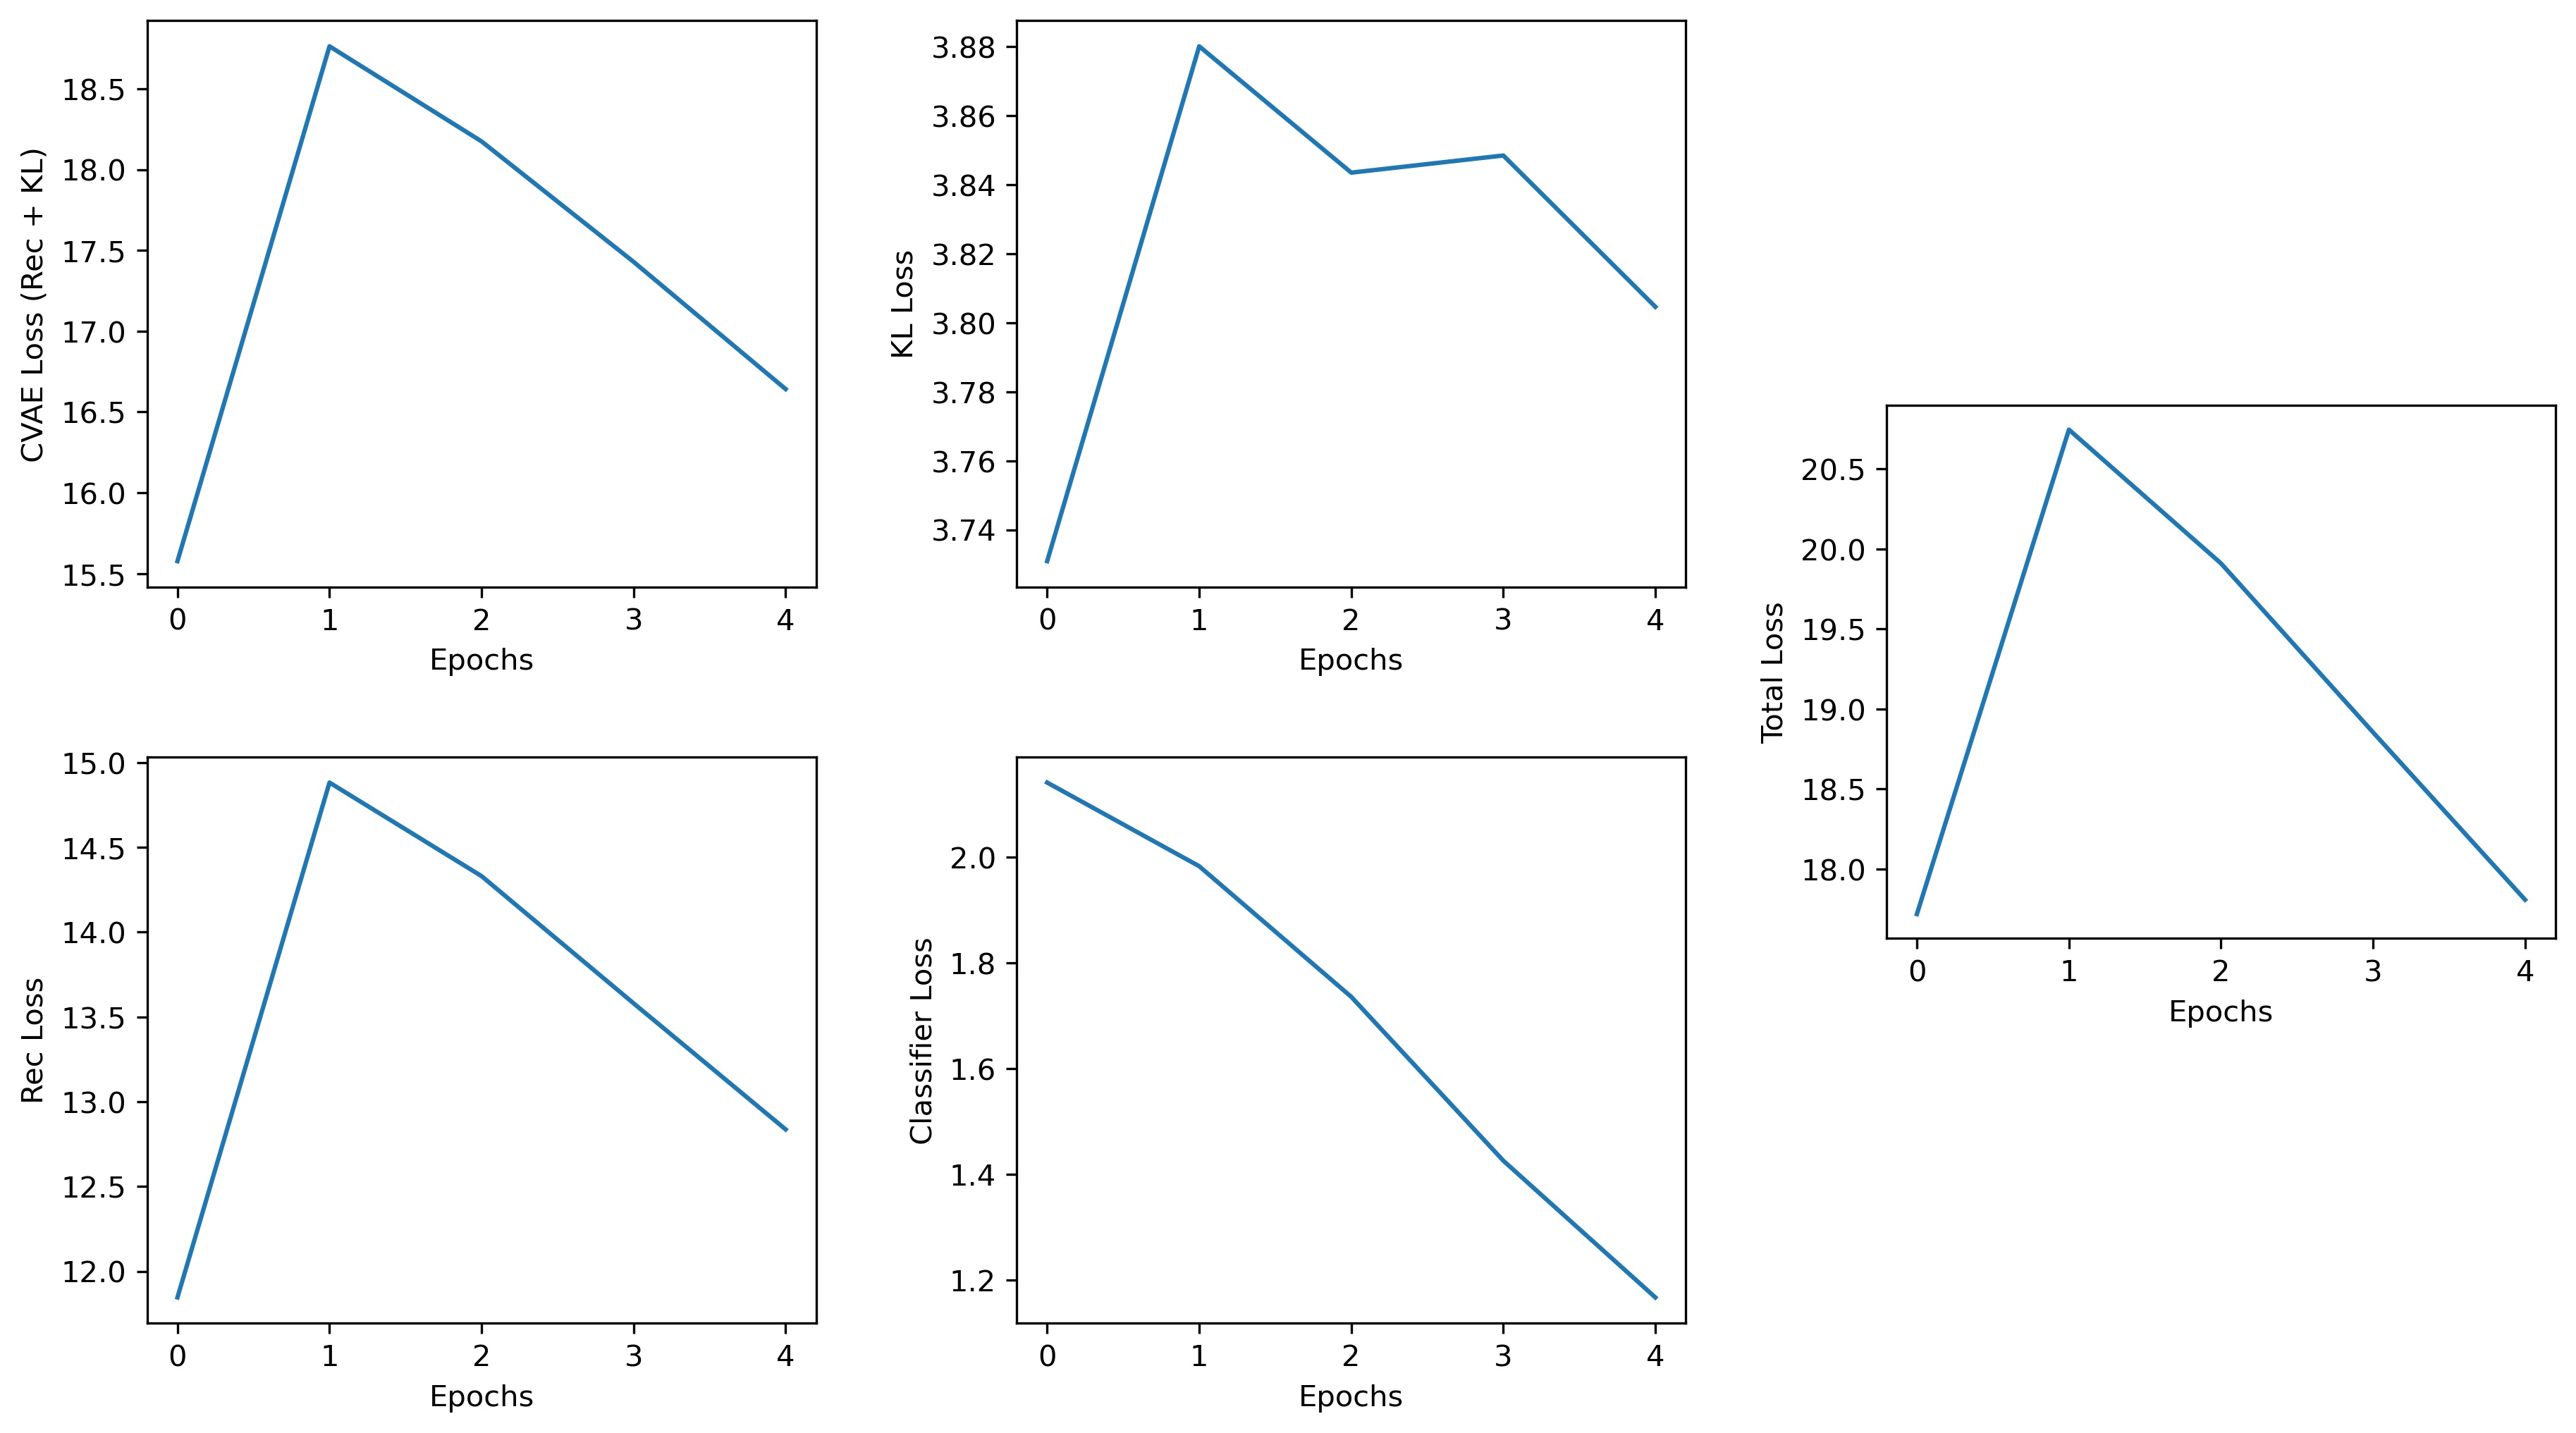 CVAE Loss (Rec + KL)
18.5
18.0
17.5
17.0
16.5
16.0
15.5
0 1 2 3 4
Epochs
KL Loss
3.88
3.86
3.84
3.82
3.80
3.78
3.76
3.74
0 1 2 3 4
Epochs
Total Loss
20.5
20.0
19.5
19.0
18.5
18.0
0 1 2 3 4
Epochs
Rec Loss
15.0
14.5
14.0
13.5
13.0
12.5
12.0
0 1 2 3 4
Epochs
Classifier Loss
2.0
1.8
1.6
1.4
1.2
0 1 2 3 4
Epochs